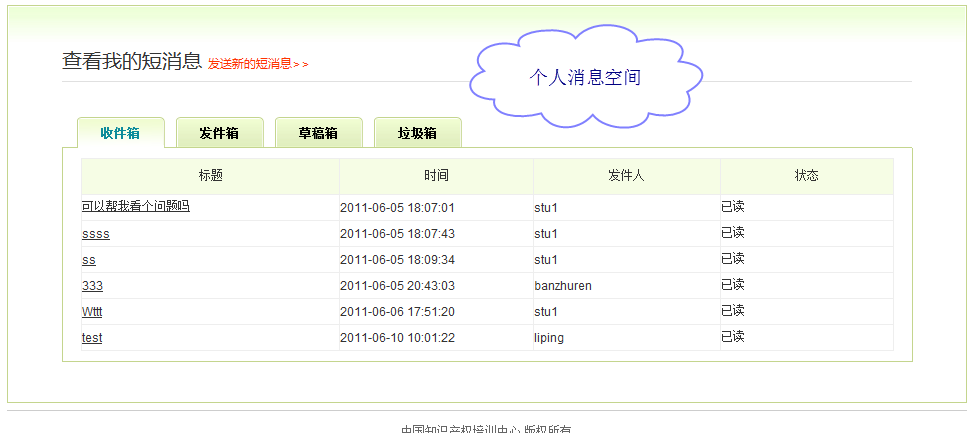 查看我的短消息 发送新的短消息>>
个人消息空间
收件箱 发件箱 草稿箱 垃圾箱
标题 时间 发件人 状态
可以帮我看个问题吗 2011-06-05 18:07:01 stu1 已读
ssss 2011-06-05 18:07:43 stu1 已读
ss 2011-06-05 18:09:34 stu1 已读
333 2011-06-05 20:43:03 banzhuren 已读
Wttt 2011-06-06 17:51:20 stu1 已读
test 2011-06-10 10:01:22 liping 已读
中国知识产权培训中心 版权所有